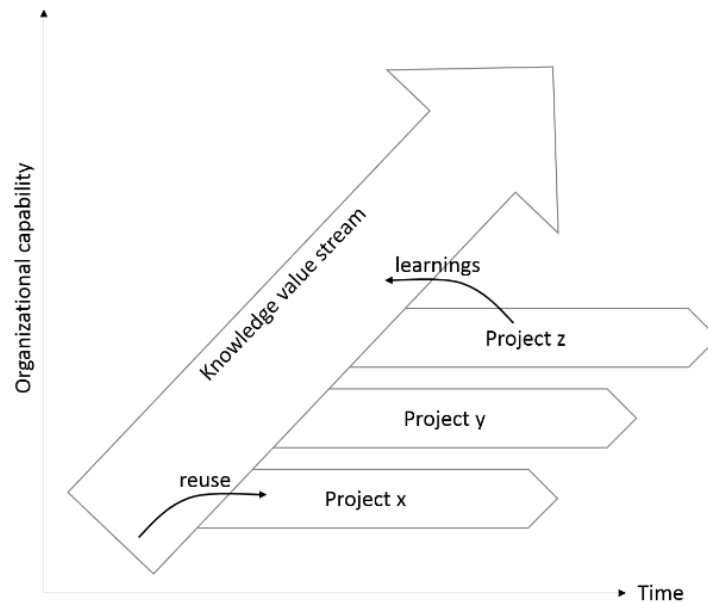 Organizational capability
Knowledge value stream
learnings
Project z
Project y
reuse
Project x
Time